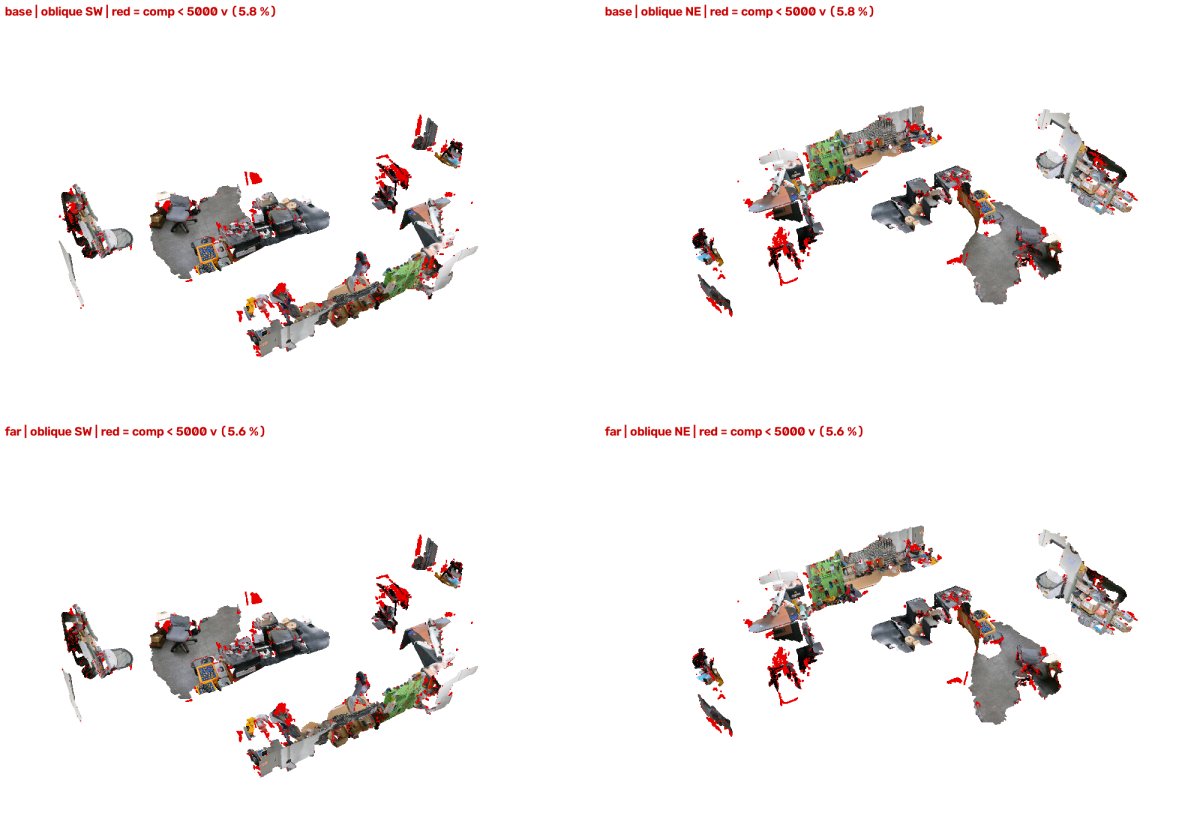 base | oblique SW | red = comp < 5000 v (5.8 %)
base | oblique NE | red = comp < 5000 v (5.8 %)
far | oblique SW | red = comp < 5000 v (5.6 %)
far | oblique NE | red = comp < 5000 v (5.6 %)